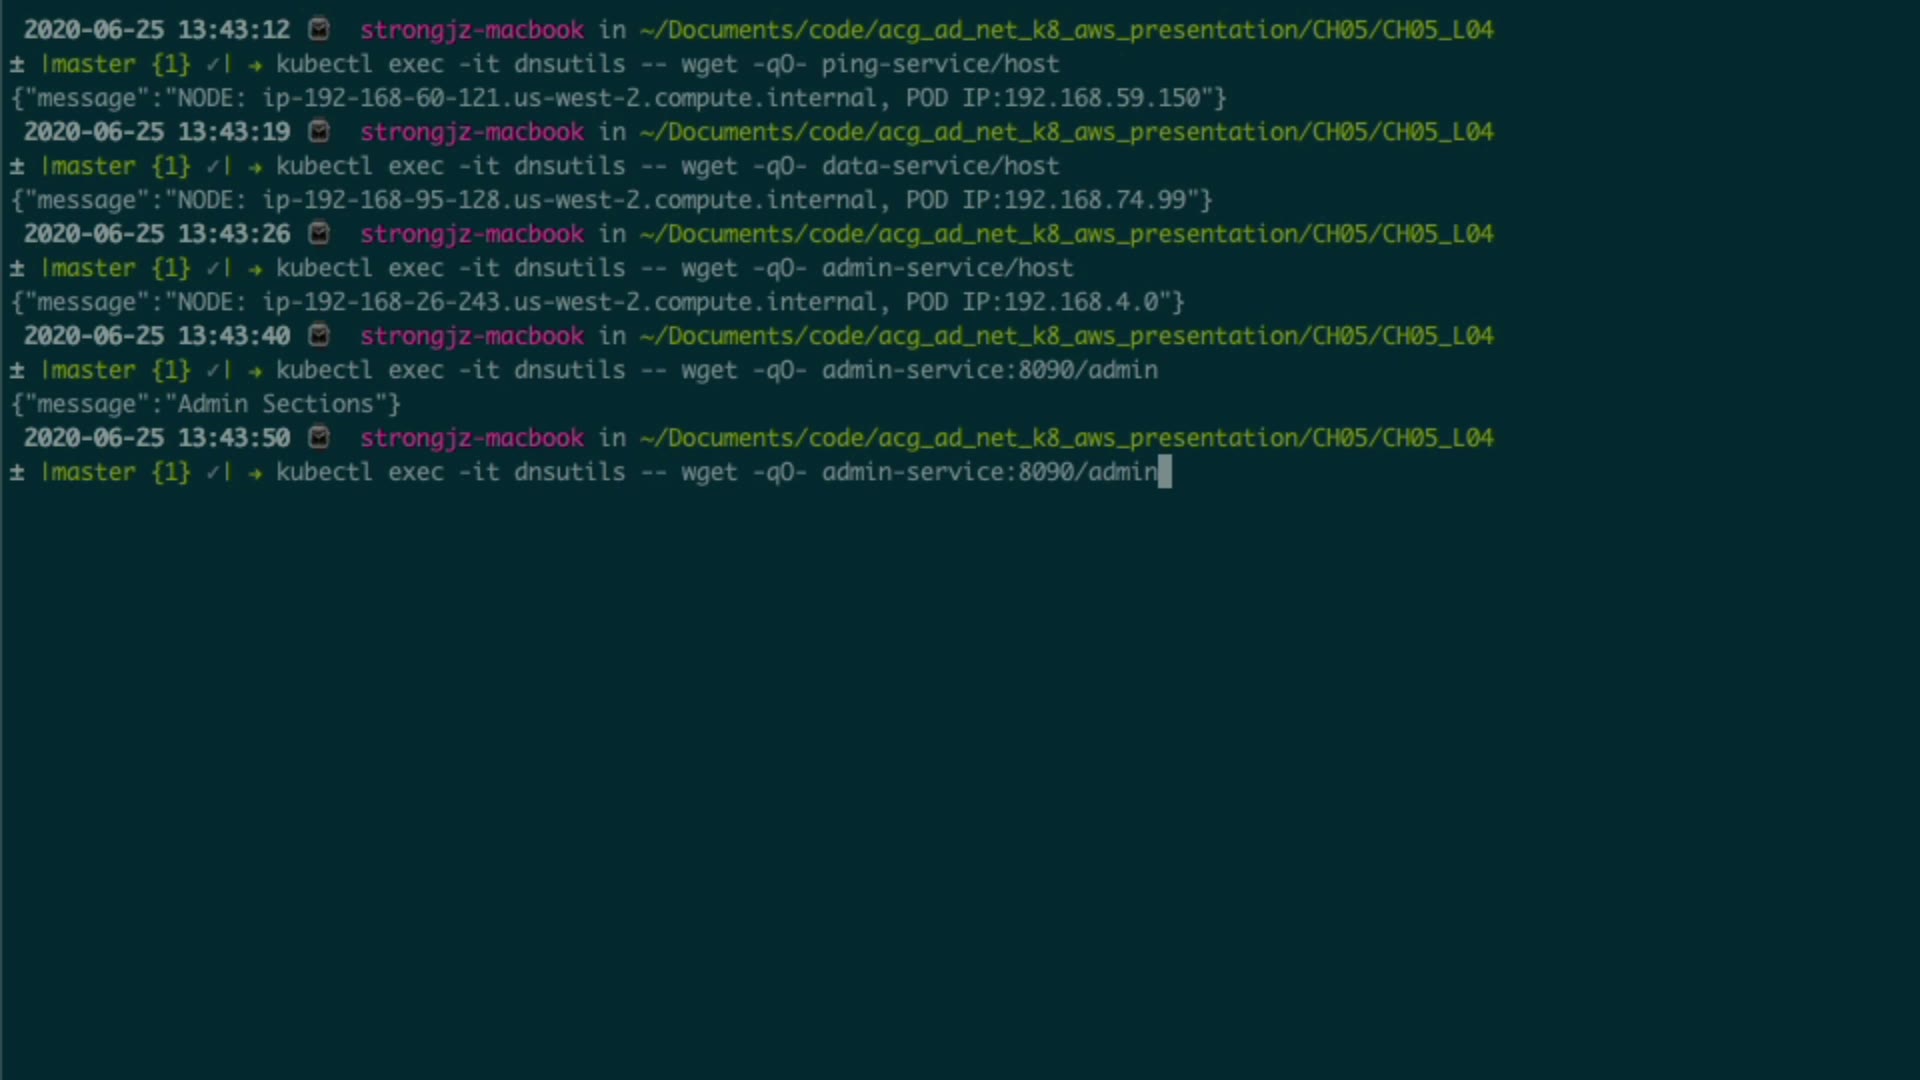 2020-06-25 13:43:12 strongjz-macbook in ~/Documents/code/acg_ad_net_k8_aws_presentation/CH05/CH05_L04
± |master {1} ✓| → kubectl exec -it dnsutils -- wget -qO- ping-service/host
{"message":"NODE: ip-192-168-60-121.us-west-2.compute.internal, POD IP:192.168.59.150"}
2020-06-25 13:43:19 strongjz-macbook in ~/Documents/code/acg_ad_net_k8_aws_presentation/CH05/CH05_L04
± |master {1} ✓| → kubectl exec -it dnsutils -- wget -qO- data-service/host
{"message":"NODE: ip-192-168-95-128.us-west-2.compute.internal, POD IP:192.168.74.99"}
2020-06-25 13:43:26 strongjz-macbook in ~/Documents/code/acg_ad_net_k8_aws_presentation/CH05/CH05_L04
± |master {1} ✓| → kubectl exec -it dnsutils -- wget -qO- admin-service/host
{"message":"NODE: ip-192-168-26-243.us-west-2.compute.internal, POD IP:192.168.4.0"}
2020-06-25 13:43:40 strongjz-macbook in ~/Documents/code/acg_ad_net_k8_aws_presentation/CH05/CH05_L04
± |master {1} ✓| → kubectl exec -it dnsutils -- wget -qO- admin-service:8090/admin
{"message":"Admin Sections"}
2020-06-25 13:43:50 strongjz-macbook in ~/Documents/code/acg_ad_net_k8_aws_presentation/CH05/CH05_L04
± |master {1} ✓| → kubectl exec -it dnsutils -- wget -qO- admin-service:8090/admin